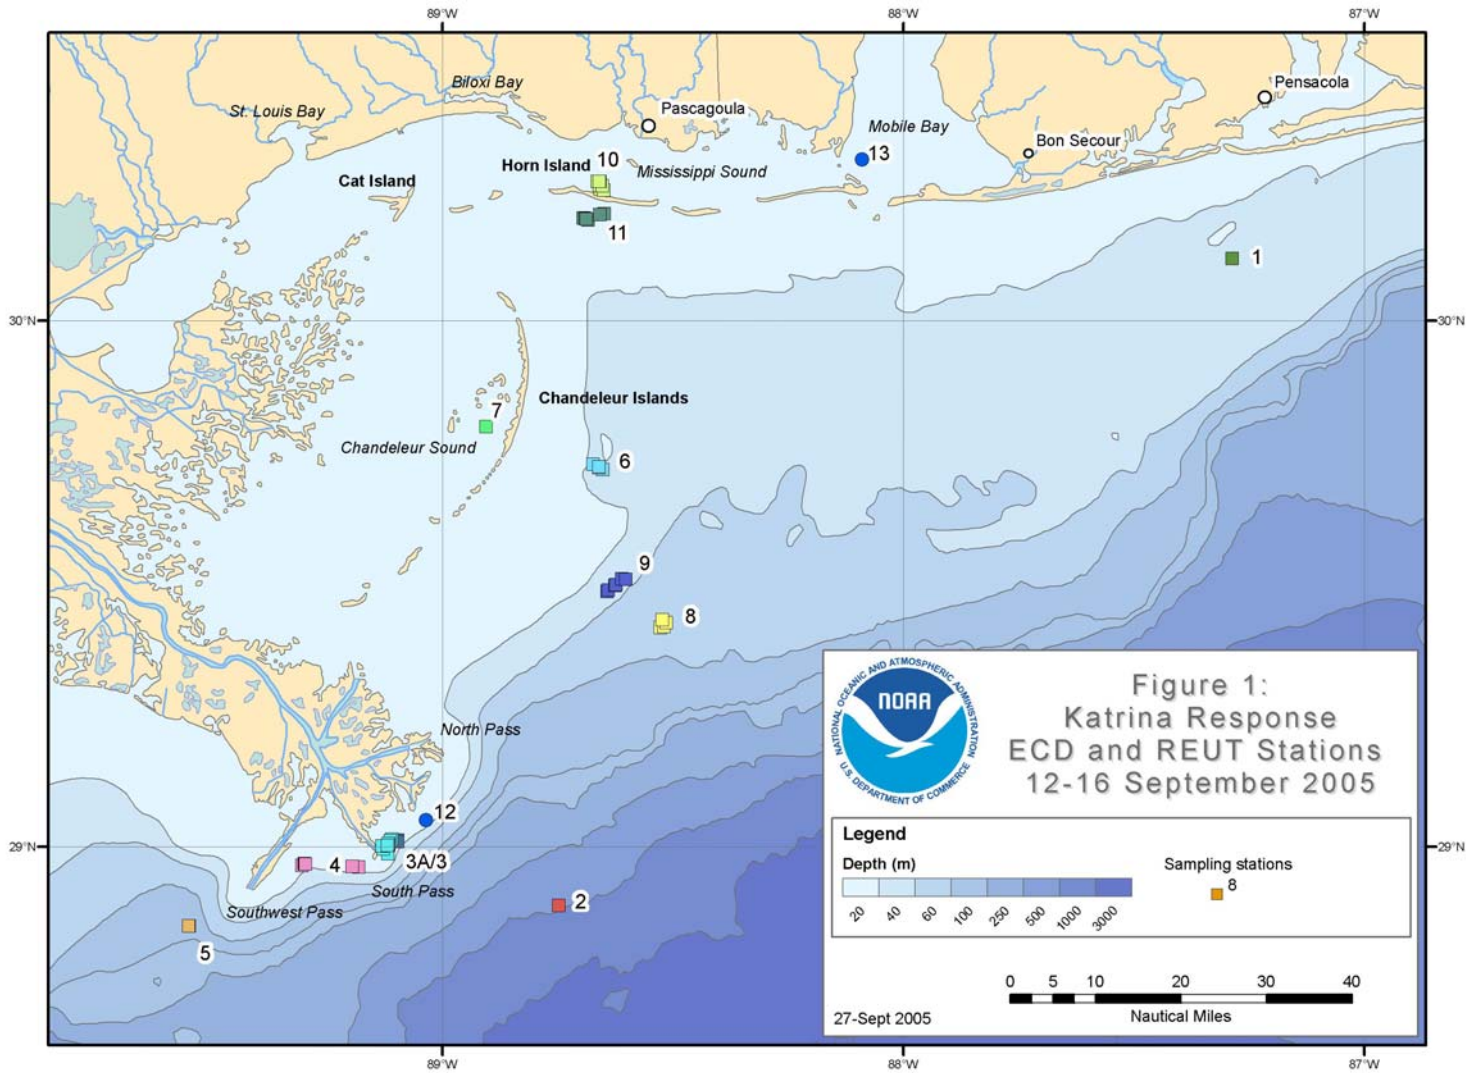 89°W
88°W
87°W
Biloxi Bay
Pensacola
St. Louis Bay
Pascagoula
Mobile Bay
Bon Secour
13
10
Horn Island
Mississippi Sound
Cat Island
11
1
30°N
30°N
Chandeleur Islands
7
Chandeleur Sound
6
9
8
North Pass
12
29°N
29°N
3A/3
4
South Pass
2
Southwest Pass
5
NATIONAL OCEANIC AND ATMOSPHERIC ADMINISTRATION
NOAA
U.S. DEPARTMENT OF COMMERCE
Figure 1:
Katrina Response
ECD and REUT Stations
12-16 September 2005
Legend
Depth (m)
Sampling stations
8
20 40 60 100 250 500 1000 3000
0 5 10 20 30 40
Nautical Miles
27-Sept 2005
89°W
88°W
87°W